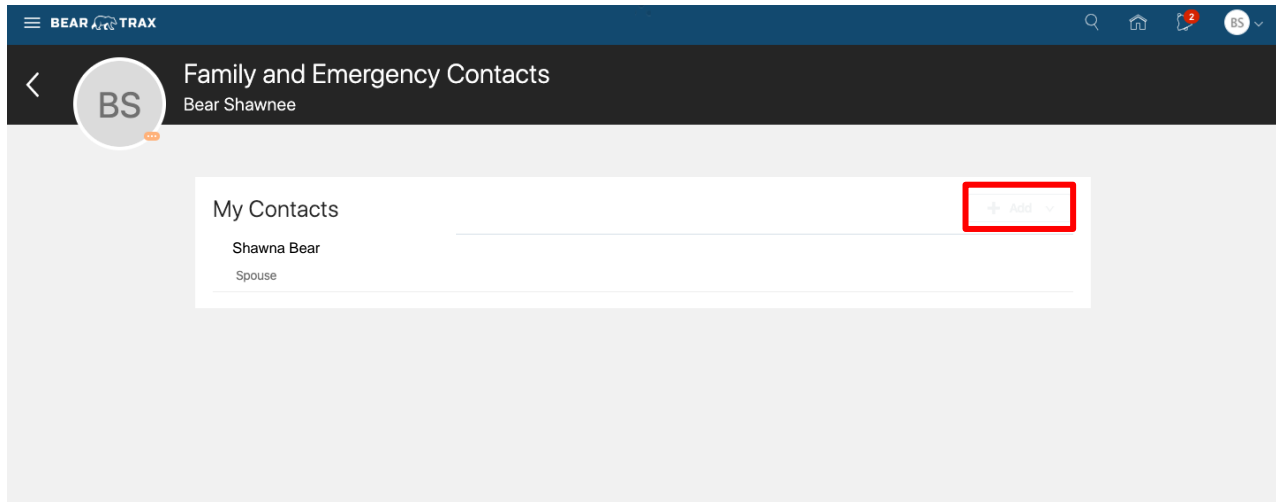 BEAR TRAX
2
BS
BS
Family and Emergency Contacts
Bear Shawnee
My Contacts
Add
Shawna Bear
Spouse